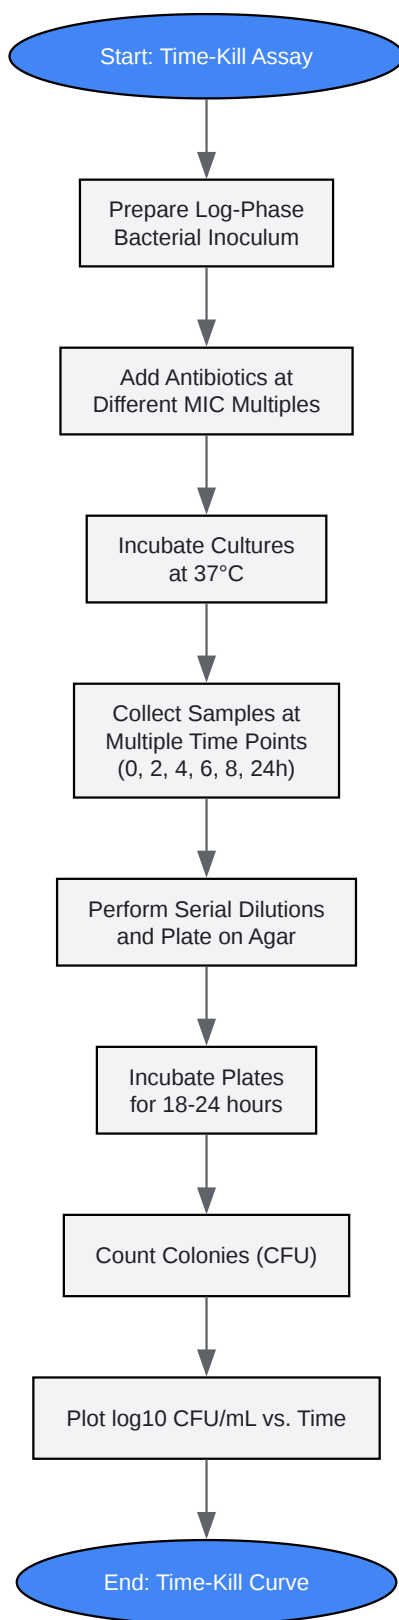 Start: Time-Kill Assay
Prepare Log-Phase
Bacterial Inoculum
Add Antibiotics at
Different MIC Multiples
Incubate Cultures
at 37°C
Collect Samples at
Multiple Time Points
(0, 2, 4, 6, 8, 24h)
Perform Serial Dilutions
and Plate on Agar
Incubate Plates
for 18-24 hours
Count Colonies (CFU)
Plot log10 CFU/mL vs. Time
End: Time-Kill Curve